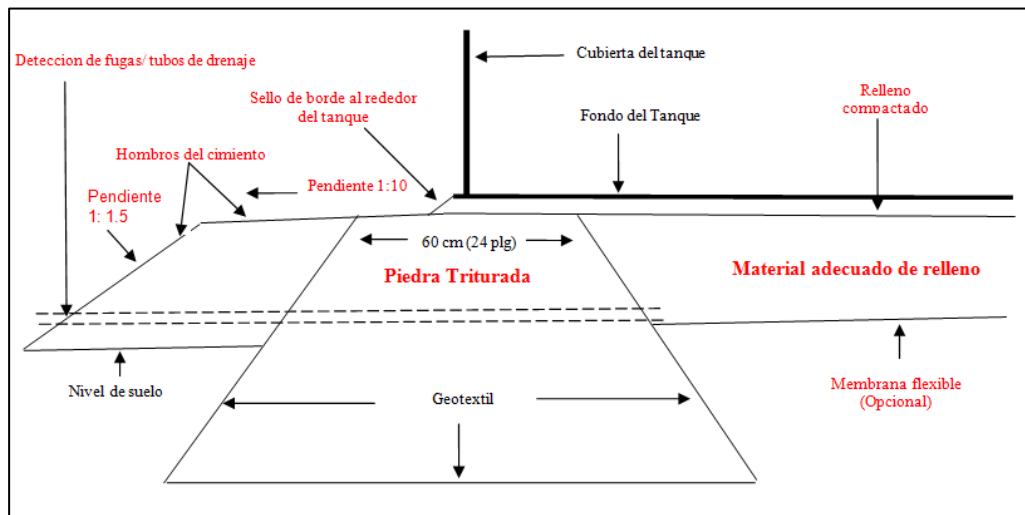 Deteccion de fugas/ tubos de drenaje
Cubierta del tanque
Sello de borde al rededor
del tanque
Relleno
compactado
Fondo del Tanque
Hombros del cimiento
Pendiente 1:10
Pendiente
1: 1.5
60 cm (24 plg)
Piedra Triturada
Material adecuado de relleno
Nivel de suelo
Geotextil
Membrana flexible
(Opcional)